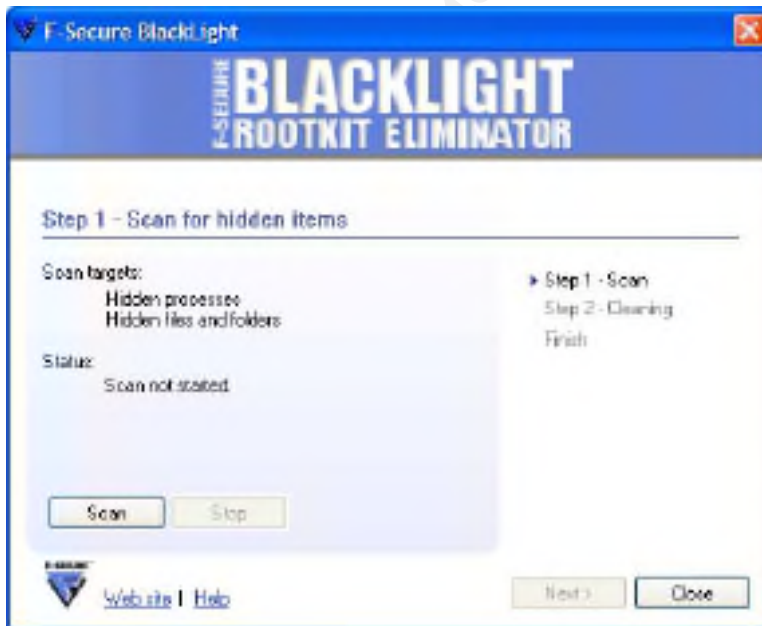 F-Secure BlackLight
F-SECURE
BLACKLIGHT
ROOTKIT ELIMINATOR
Step 1 - Scan for hidden items
Scan targets:
Hidden processes
Hidden files and folders
Status:
Scan not started.
Scan
Stop
Step 1 - Scan
Step 2 - Cleaning
Finish
F-SECURE
Web site | Help
Next >
Close